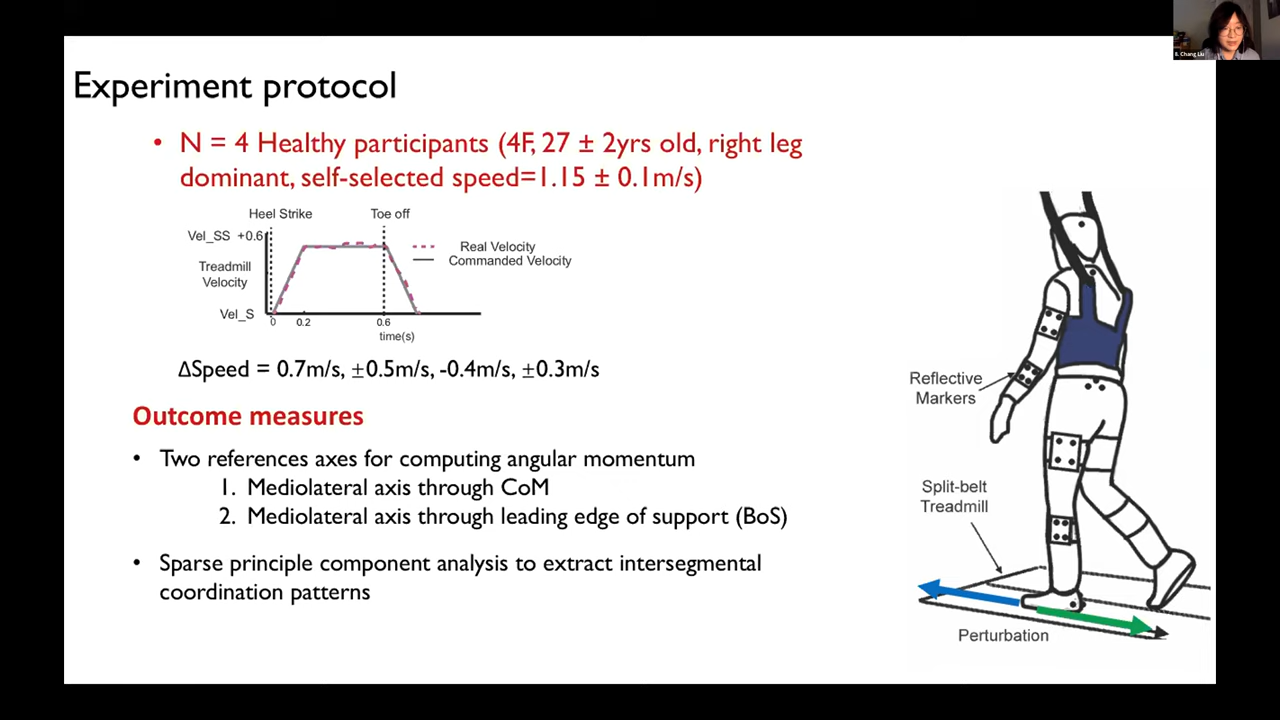 8. Chang Liu
Experiment protocol
• N = 4 Healthy participants (4F, 27 ± 2yrs old, right leg
dominant, self-selected speed=1.15 ± 0.1m/s)
Heel Strike
Toe off
Vel_SS +0.6
Treadmill
Velocity
Vel_S
0
0.2
0.6
time(s)
Real Velocity
Commanded Velocity
ΔSpeed = 0.7m/s, ±0.5m/s, -0.4m/s, ±0.3m/s
Outcome measures
• Two references axes for computing angular momentum
1. Mediolateral axis through CoM
2. Mediolateral axis through leading edge of support (BoS)
• Sparse principle component analysis to extract intersegmental
coordination patterns
Reflective
Markers
Split-belt
Treadmill
Perturbation